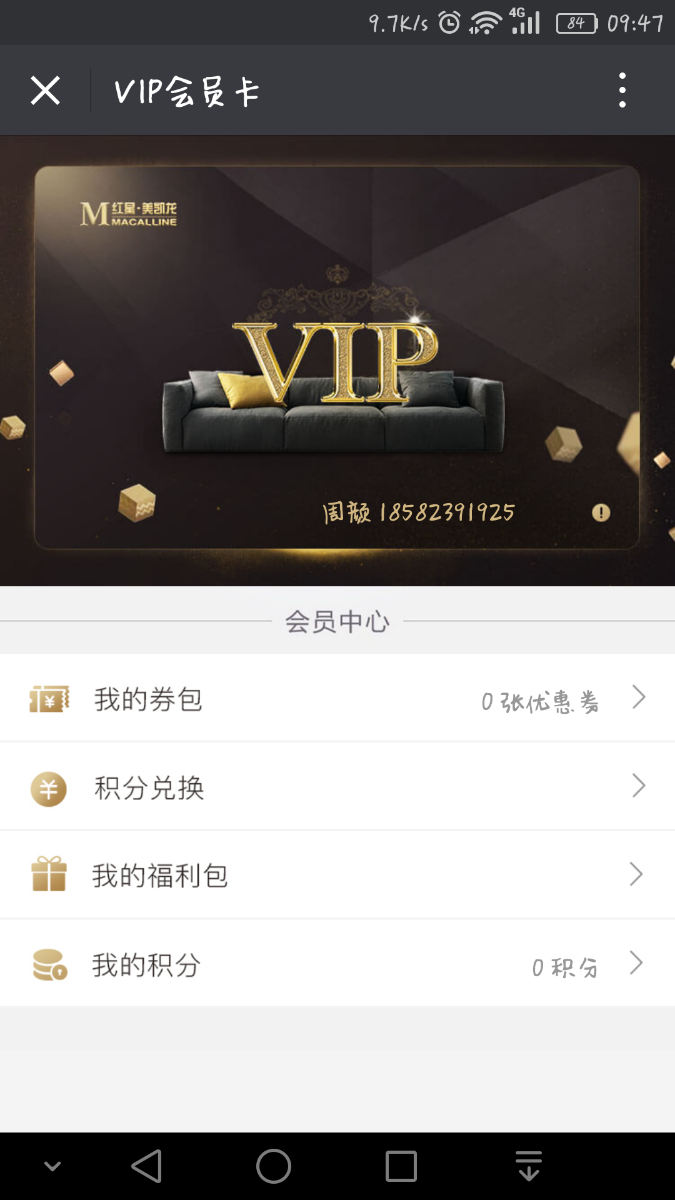 9.7K/s 4G 84 09:47
VIP会员卡
M 红星·美凯龙
MACALLINE
VIP
周颜 18582391925
会员中心
我的券包 0 张优惠券
积分兑换
我的福利包
我的积分 0 积分